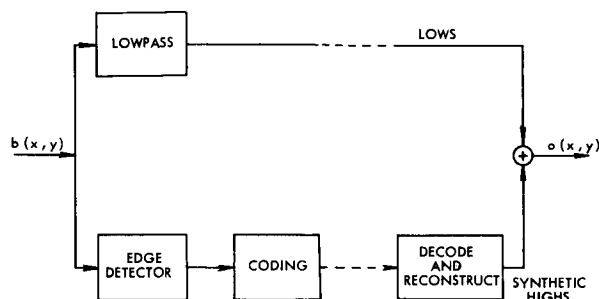 LOWPASS
LOWS
b(x,y)
o(x,y)
EDGE
DETECTOR
CODING
DECODE
AND
RECONSTRUCT
SYNTHETIC
HIGHS
+